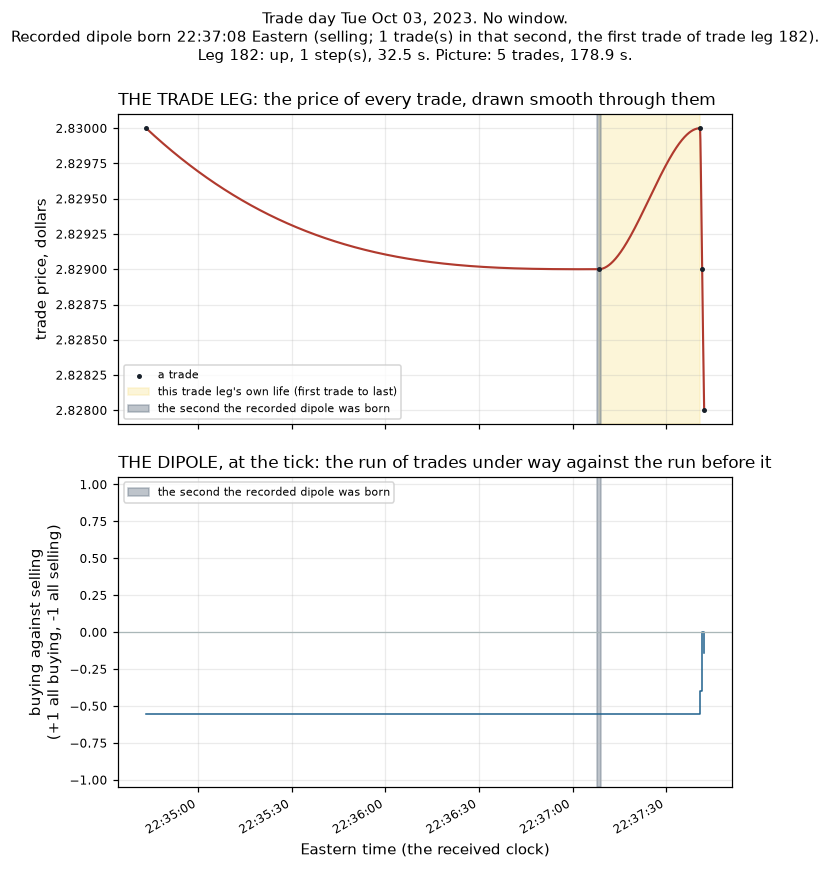 Trade day Tue Oct 03, 2023. No window.
Recorded dipole born 22:37:08 Eastern (selling; 1 trade(s) in that second, the first trade of trade leg 182).
Leg 182: up, 1 step(s), 32.5 s. Picture: 5 trades, 178.9 s.
THE TRADE LEG: the price of every trade, drawn smooth through them
trade price, dollars
2.83000
2.82975
2.82950
2.82925
2.82900
2.82875
2.82850
2.82825
2.82800
a trade
this trade leg's own life (first trade to last)
the second the recorded dipole was born
THE DIPOLE, at the tick: the run of trades under way against the run before it
buying against selling
(+1 all buying, -1 all selling)
1.00
0.75
0.50
0.25
0.00
−0.25
−0.50
−0.75
−1.00
the second the recorded dipole was born
22:35:00
22:35:30
22:36:00
22:36:30
22:37:00
22:37:30
Eastern time (the received clock)